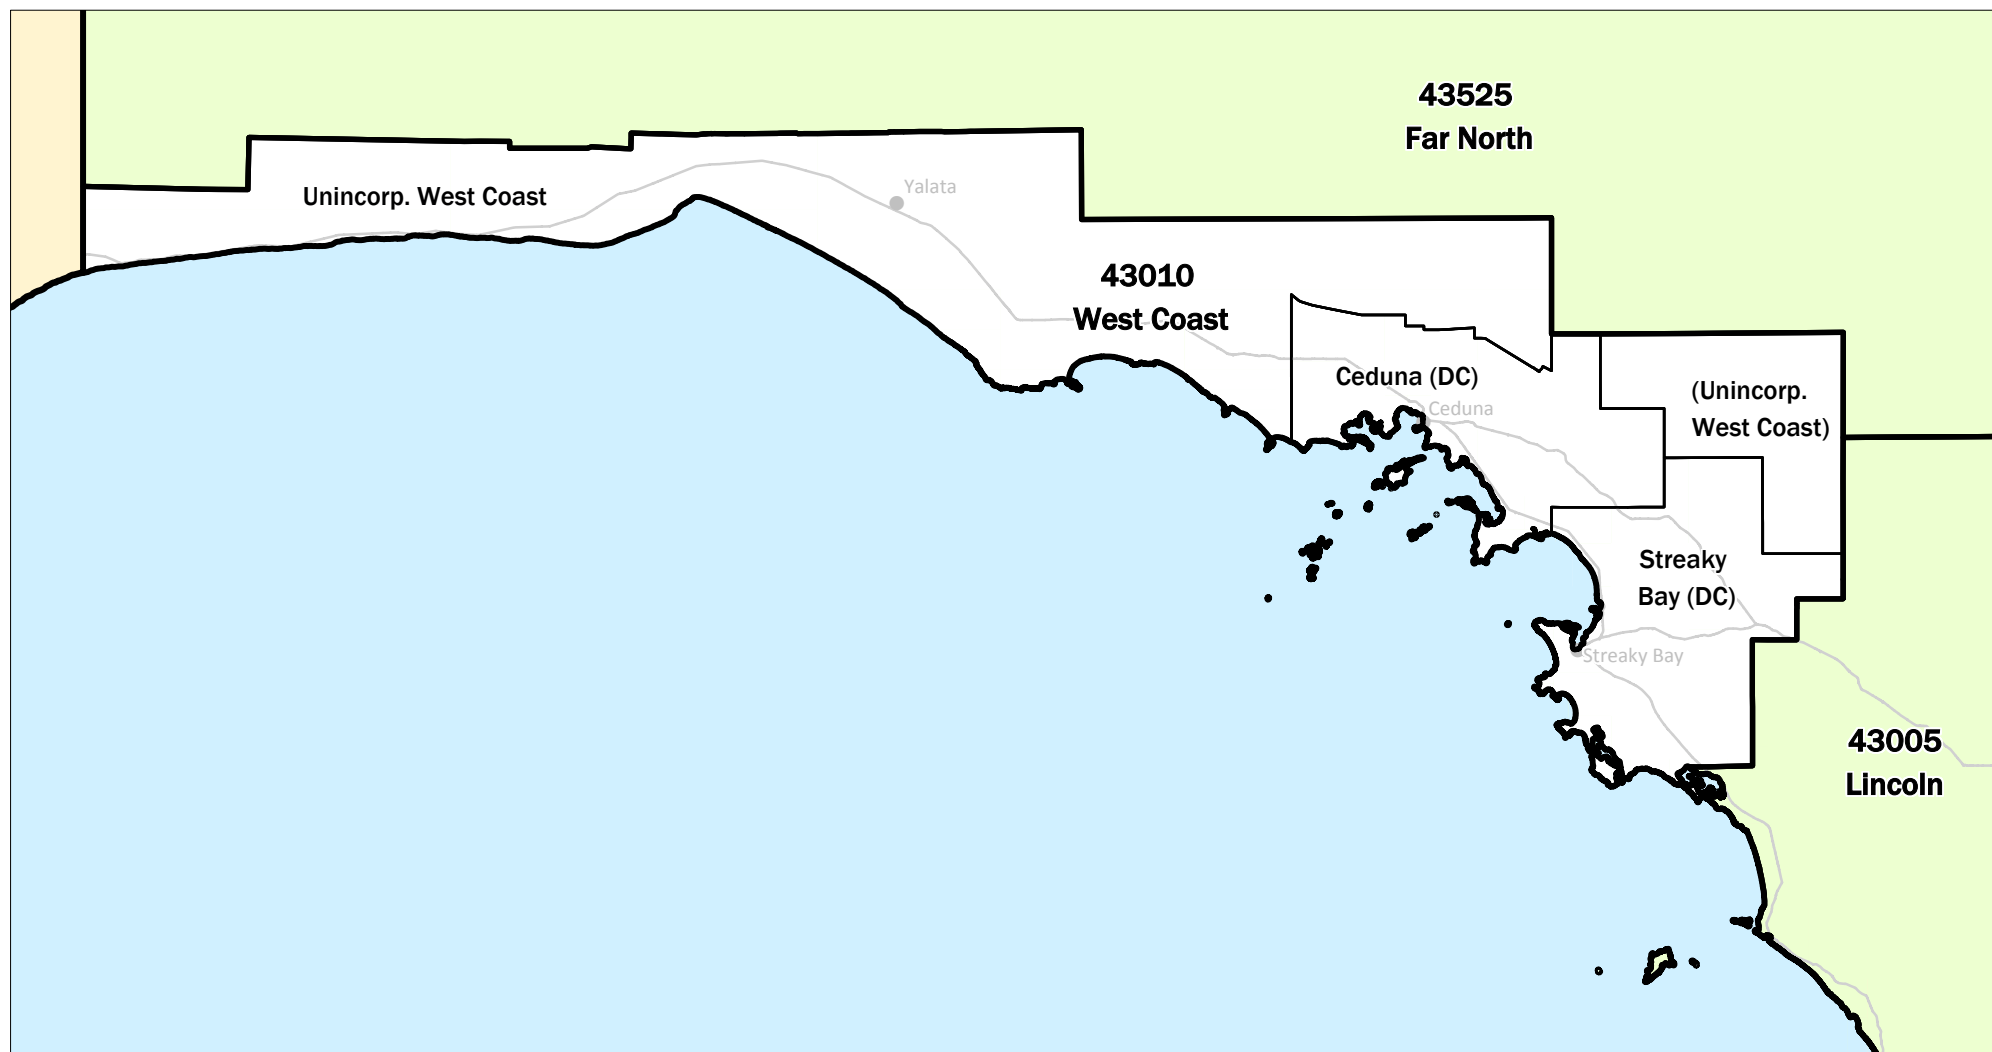 43525
Far North
Unincorp. West Coast
Yalata
43010
West Coast
Ceduna (DC)
Ceduna
(Unincorp.
West Coast)
Streaky
Bay (DC)
Streaky Bay
43005
Lincoln